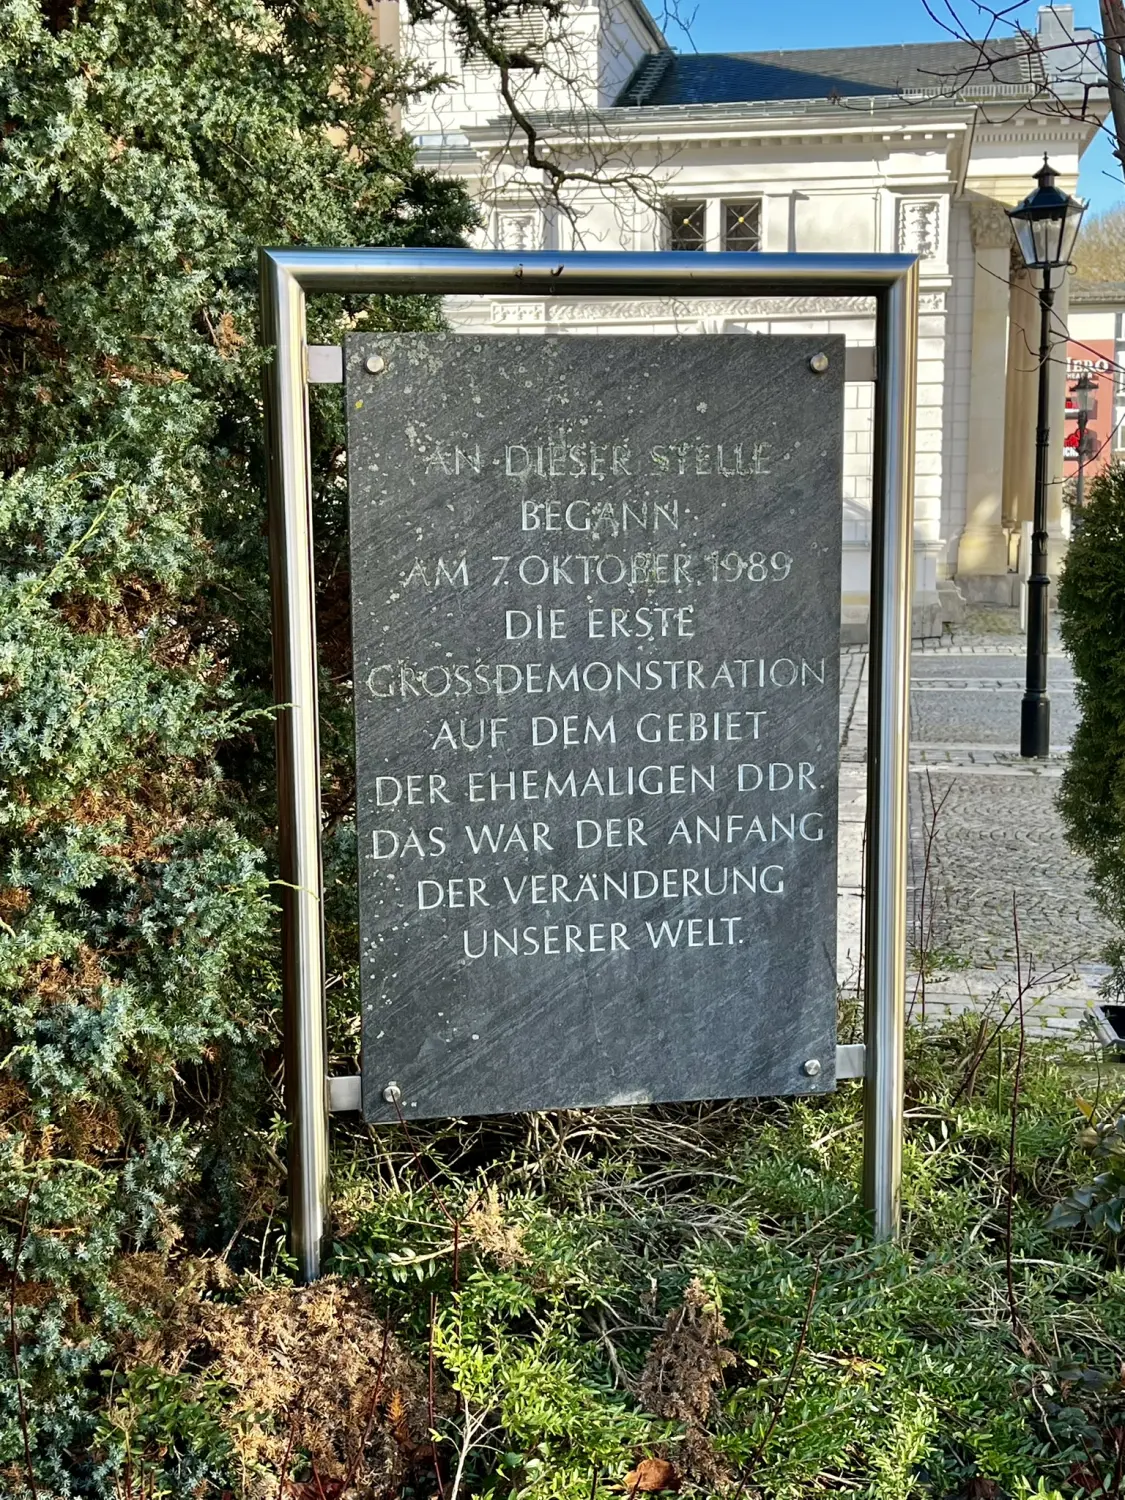 AN DIESER STELLE
BEGANN
AM 7. OKTOBER 1989
DIE ERSTE
GROSSDEMONSTRATION
AUF DEM GEBIET
DER EHEMALIGEN DDR.
DAS WAR DER ANFANG
DER VERÄNDERUNG
UNSERER WELT.